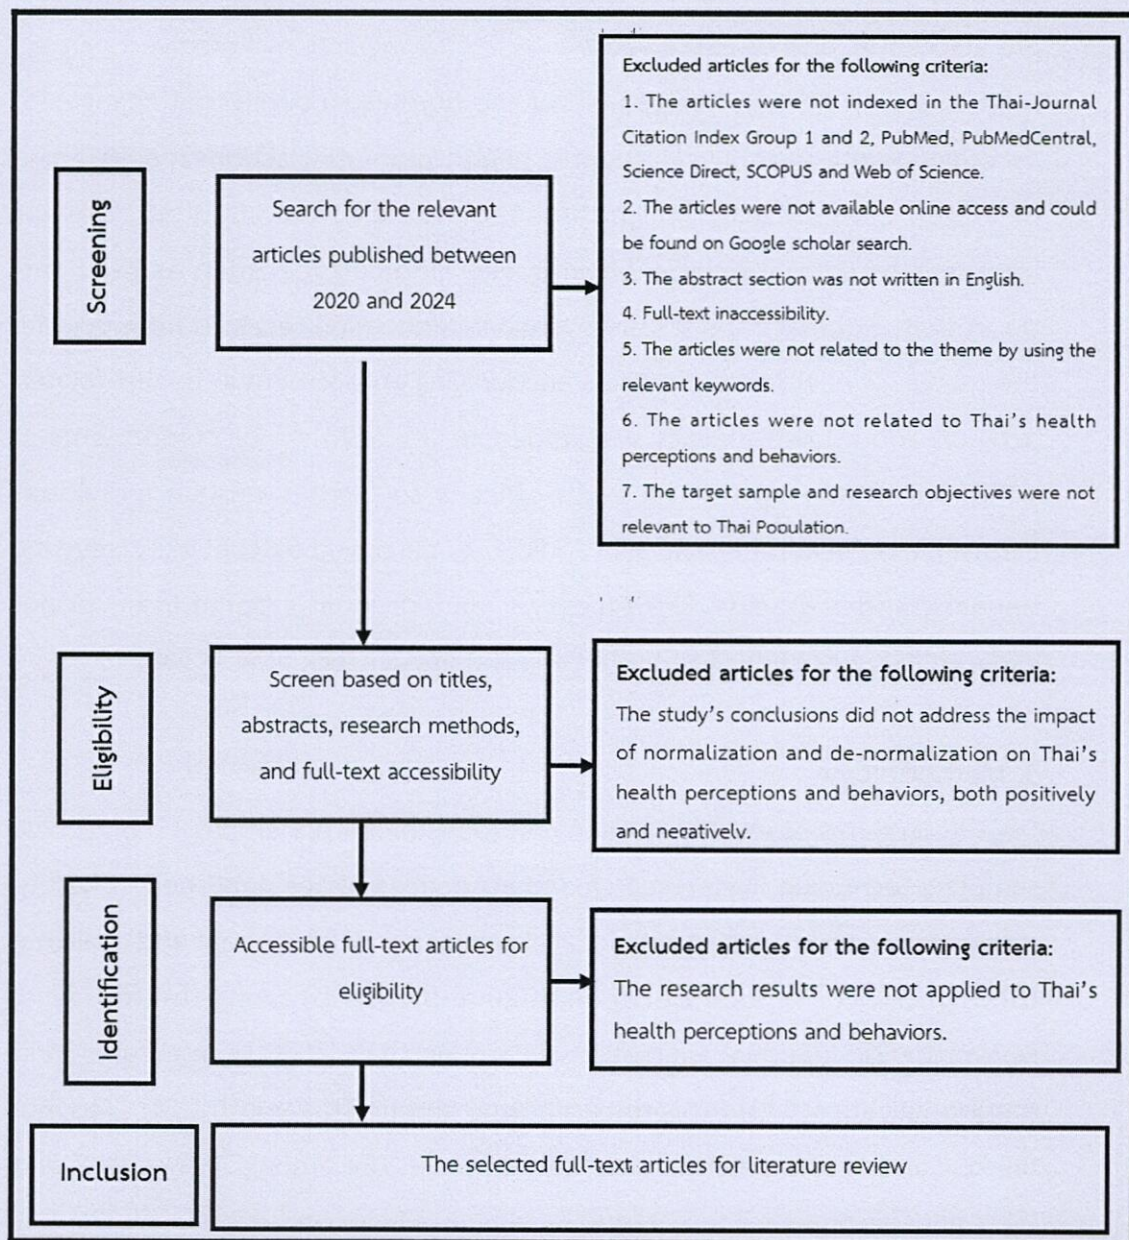 Screening
Search for the relevant
articles published between
2020 and 2024
Excluded articles for the following criteria:
1. The articles were not indexed in the Thai-Journal
Citation Index Group 1 and 2, PubMed, PubMedCentral,
Science Direct, SCOPUS and Web of Science.
2. The articles were not available online access and could
be found on Google scholar search.
3. The abstract section was not written in English.
4. Full-text inaccessibility.
5. The articles were not related to the theme by using the
relevant keywords.
6. The articles were not related to Thai's health
perceptions and behaviors.
7. The target sample and research objectives were not
relevant to Thai Population.
Eligibility
Screen based on titles,
abstracts, research methods,
and full-text accessibility
Excluded articles for the following criteria:
The study's conclusions did not address the impact
of normalization and de-normalization on Thai's
health perceptions and behaviors, both positively
and negatively.
Identification
Accessible full-text articles for
eligibility
Excluded articles for the following criteria:
The research results were not applied to Thai's
health perceptions and behaviors.
Inclusion
The selected full-text articles for literature review